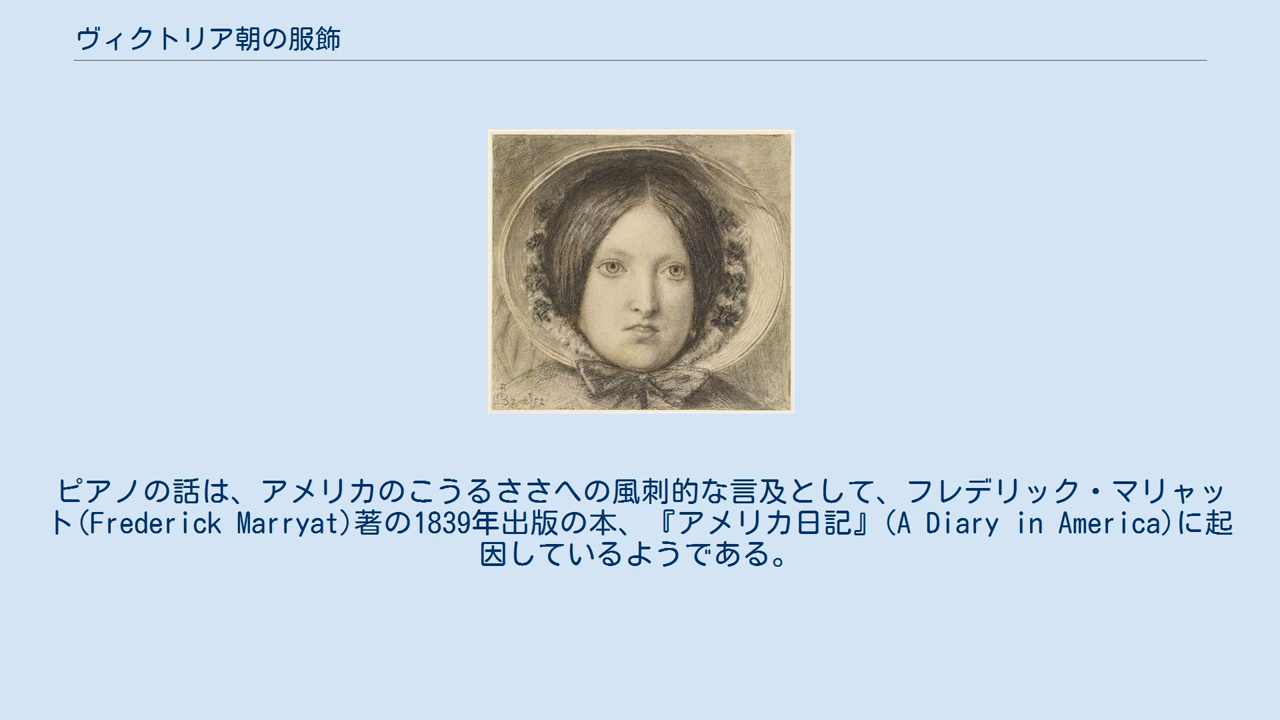 ヴィクトリア朝の服飾
ピアノの話は、アメリカのこうるささへの風刺的な言及として、フレデリック・マリャッ
ト(Frederick Marryat)著の1839年出版の本、『アメリカ日記』(A Diary in America)に起
因しているようである。